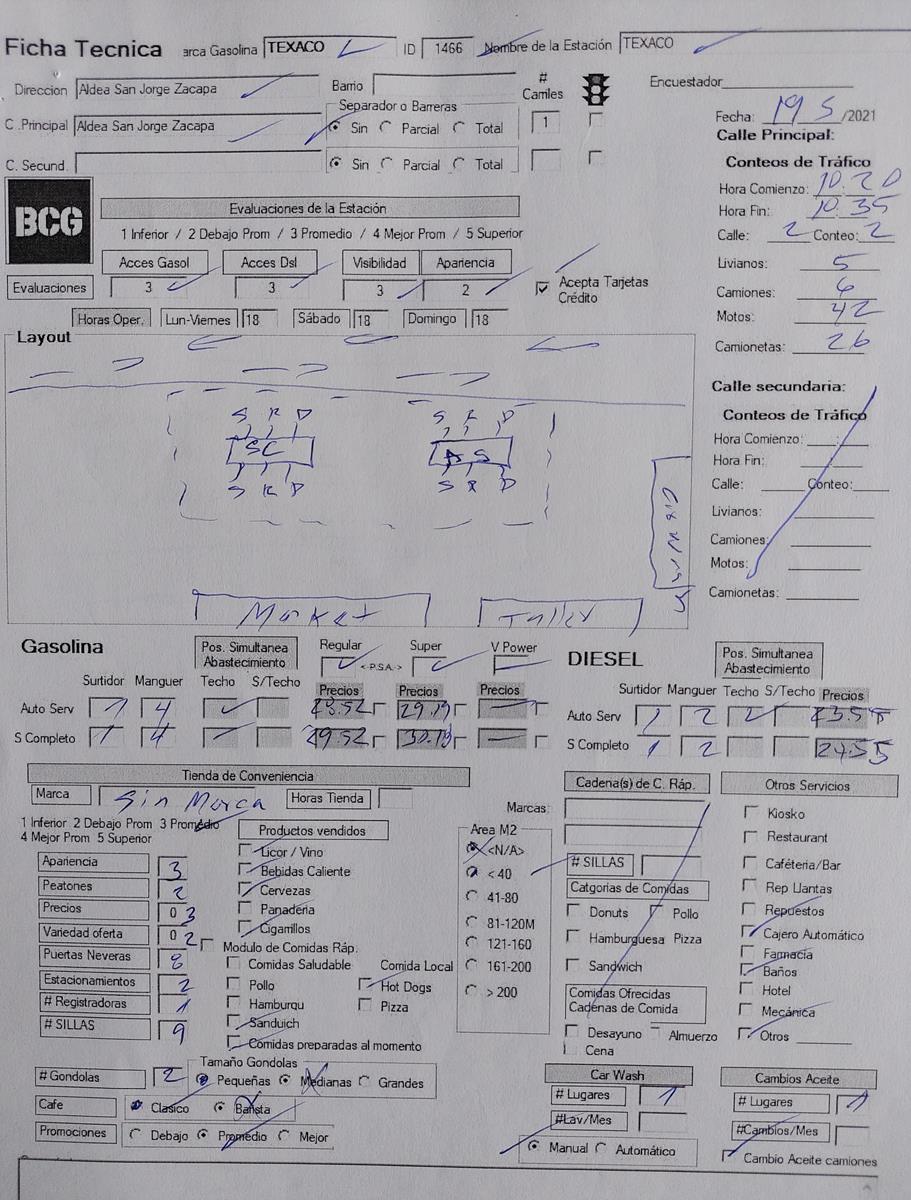 Ficha Tecnica arca Gasolina TEXACO ID 1466 Nombre de la Estación TEXACO
Direccion Aldea San Jorge Zacapa Barrio # Carriles Encuestador
C. Principal Aldea San Jorge Zacapa Separador o Barreras Sin Parcial Total 1 Fecha: 19 5 /2021
C. Secund. Sin Parcial Total
Calle Principal:
Conteos de Tráfico
Hora Comienzo: 10:20
Hora Fin: 10:35
Calle: 2 Conteo: 2
Livianos: 5
Camiones: 6
Motos: 42
Camionetas: 26
BCG
Evaluaciones de la Estación
1 Inferior / 2 Debajo Prom / 3 Promedio / 4 Mejor Prom / 5 Superior
Acces Gasol Acces Dsl Visibilidad Apariencia
Evaluaciones 3 3 3 2 Acepta Tarjetas Crédito
Horas Oper. Lun-Viernes 18 Sábado 18 Domingo 18
Layout
S R D S R D
SC AS
S R D S R D
Market Taller
Calle secundaria:
Conteos de Tráfico
Hora Comienzo:
Hora Fin:
Calle: Conteo:
Livianos:
Camiones:
Motos:
Camionetas:
Gasolina Pos. Simultanea Abastecimiento Regular <-P.S.A.-> Super V Power
Surtidor Manguer Techo S/Techo Precios Precios Precios
Auto Serv 1 4 29.19
S Completo 1 4 29.52 30.19
DIESEL Pos. Simultanea Abastecimiento
Surtidor Manguer Techo S/Techo Precios
Auto Serv 1 2 23.55
S Completo 1 2 24.55
Tienda de Conveniencia
Marca Sin Marca Horas Tienda
1 Inferior 2 Debajo Prom 3 Promedio
4 Mejor Prom 5 Superior
Apariencia 3
Peatones 2
Precios 0 3
Variedad oferta 0 2
Puertas Neveras 8
Estacionamientos 2
# Registradoras 1
# SILLAS 9
Productos vendidos
Licor / Vino
Bebidas Caliente
Cervezas
Panaderia
Cigarrillos
Modulo de Comidas Ráp.
Comidas Saludable Comida Local
Pollo Hot Dogs
Hamburqu Pizza
Sanduich
Comidas preparadas al momento
Area M2
<N/A>
< 40
41-80
81-120M
121-160
161-200
> 200
Marcas:
Cadena(s) de C. Ráp.
# SILLAS
Catgorias de Comidas
Donuts Pollo
Hamburguesa Pizza
Sandwich
Comidas Ofrecidas
Cadenas de Comida
Desayuno Almuerzo
Cena
Otros Servicios
Kiosko
Restaurant
Caféteria/Bar
Rep Llantas
Repuestos
Cajero Automático
Farmacia
Baños
Hotel
Mecánica
Otros
# Gondolas 2 Tamaño Gondolas Pequeñas Medianas Grandes
Cafe Clasico Barista
Promociones Debajo Promedio Mejor
Car Wash
# Lugares 1
#Lav/Mes
Manual Automático
Cambios Aceite
# Lugares 1
#Cambios/Mes
Cambio Aceite camiones